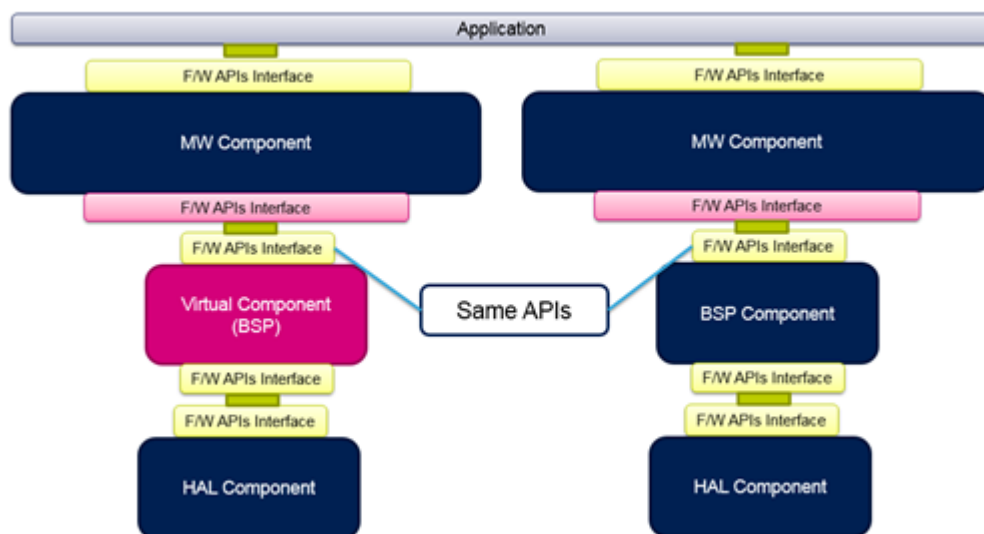 Application
F/W APIs Interface
F/W APIs Interface
MW Component
MW Component
F/W APIs Interface
F/W APIs Interface
F/W APIs Interface
F/W APIs Interface
Virtual Component
(BSP)
Same APIs
BSP Component
F/W APIs Interface
F/W APIs Interface
F/W APIs Interface
F/W APIs Interface
HAL Component
HAL Component